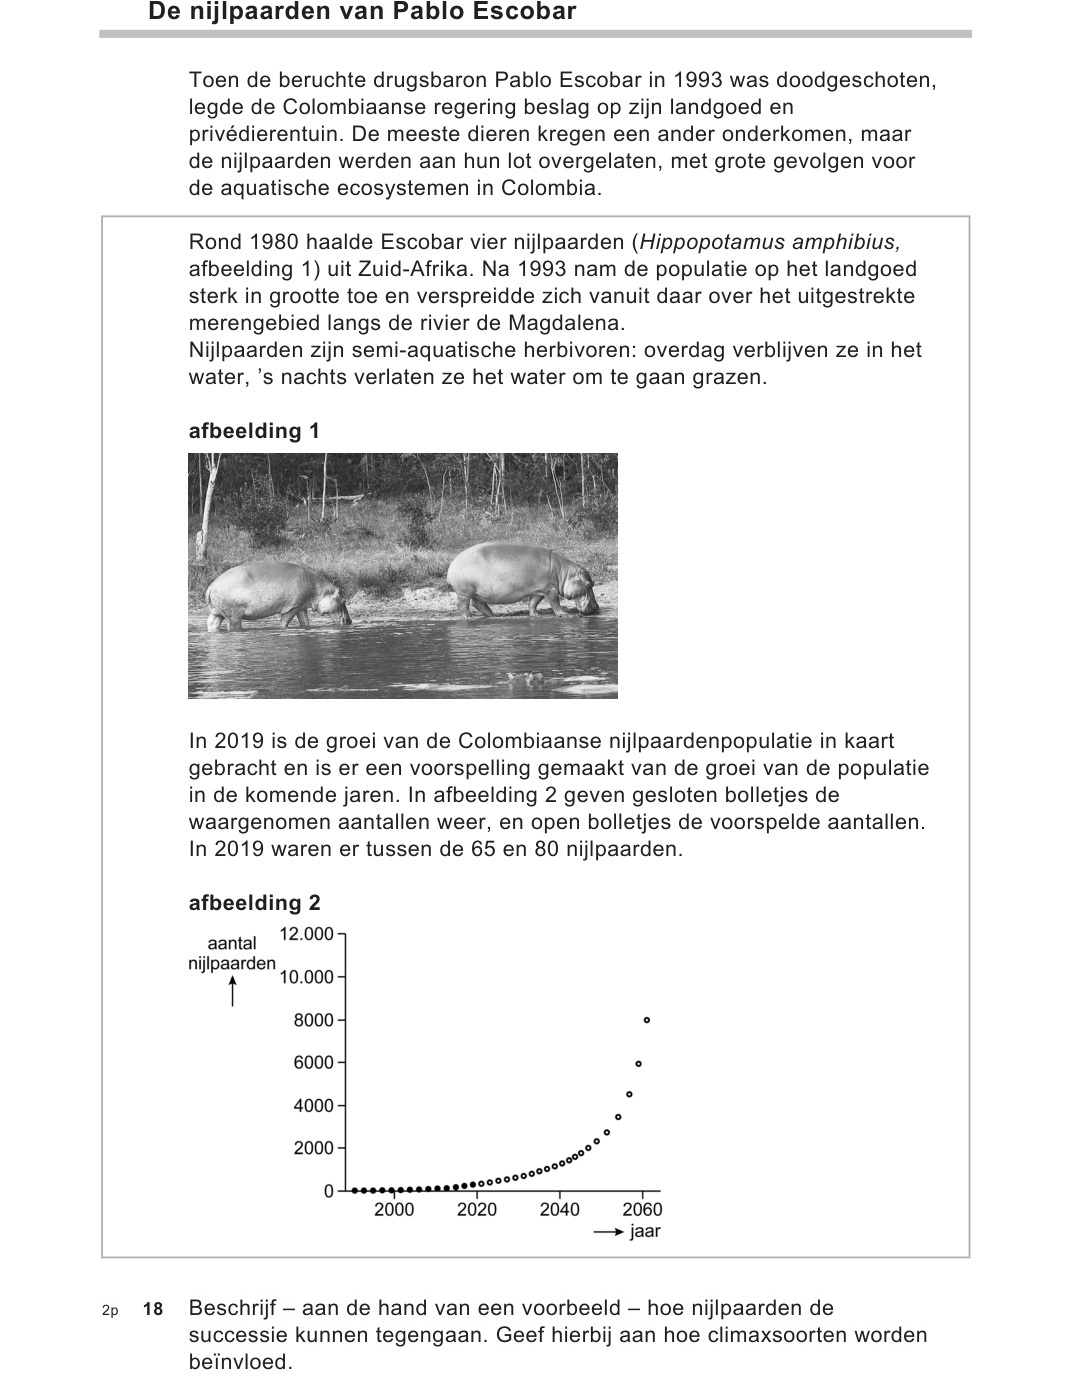 De nijlpaarden van Pablo Escobar
Toen de beruchte drugsbaron Pablo Escobar in 1993 was doodgeschoten,
legde de Colombiaanse regering beslag op zijn landgoed en
privédierentuin. De meeste dieren kregen een ander onderkomen, maar
de nijlpaarden werden aan hun lot overgelaten, met grote gevolgen voor
de aquatische ecosystemen in Colombia.
Rond 1980 haalde Escobar vier nijlpaarden (Hippopotamus amphibius,
afbeelding 1) uit Zuid-Afrika. Na 1993 nam de populatie op het landgoed
sterk in grootte toe en verspreidde zich vanuit daar over het uitgestrekte
merengebied langs de rivier de Magdalena.
Nijlpaarden zijn semi-aquatische herbivoren: overdag verblijven ze in het
water, ’s nachts verlaten ze het water om te gaan grazen.
afbeelding 1
In 2019 is de groei van de Colombiaanse nijlpaardenpopulatie in kaart
gebracht en is er een voorspelling gemaakt van de groei van de populatie
in de komende jaren. In afbeelding 2 geven gesloten bolletjes de
waargenomen aantallen weer, en open bolletjes de voorspelde aantallen.
In 2019 waren er tussen de 65 en 80 nijlpaarden.
afbeelding 2
aantal
nijlpaarden
12.000
10.000
8000
6000
4000
2000
0
2000 2020 2040 2060
jaar
2p 18 Beschrijf – aan de hand van een voorbeeld – hoe nijlpaarden de
successie kunnen tegengaan. Geef hierbij aan hoe climaxsoorten worden
beïnvloed.